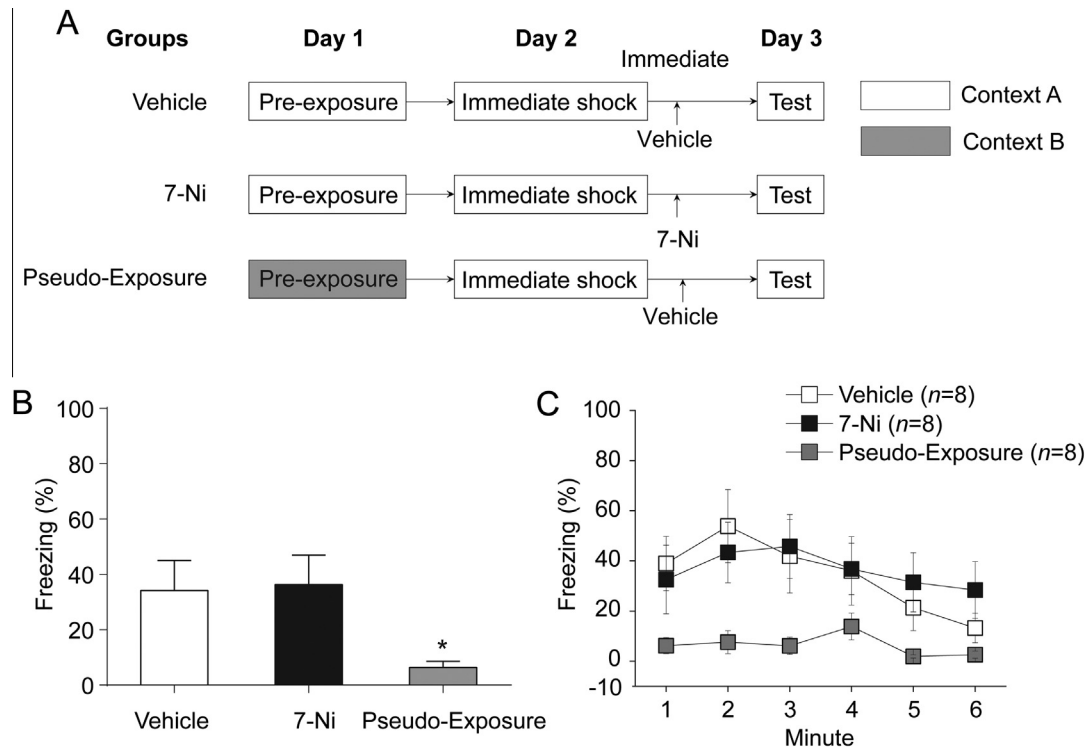 A
Groups Day 1 Day 2 Day 3
Immediate
Vehicle Pre-exposure Immediate shock Test Context A
Vehicle Context B
7-Ni Pre-exposure Immediate shock Test
7-Ni
Pseudo-Exposure Pre-exposure Immediate shock Test
Vehicle
B
Freezing (%)
100
80
60
40
20
0
Vehicle 7-Ni Pseudo-Exposure
*
C
Vehicle (n=8)
7-Ni (n=8)
Pseudo-Exposure (n=8)
Freezing (%)
100
80
60
40
20
0
-10
1 2 3 4 5 6
Minute